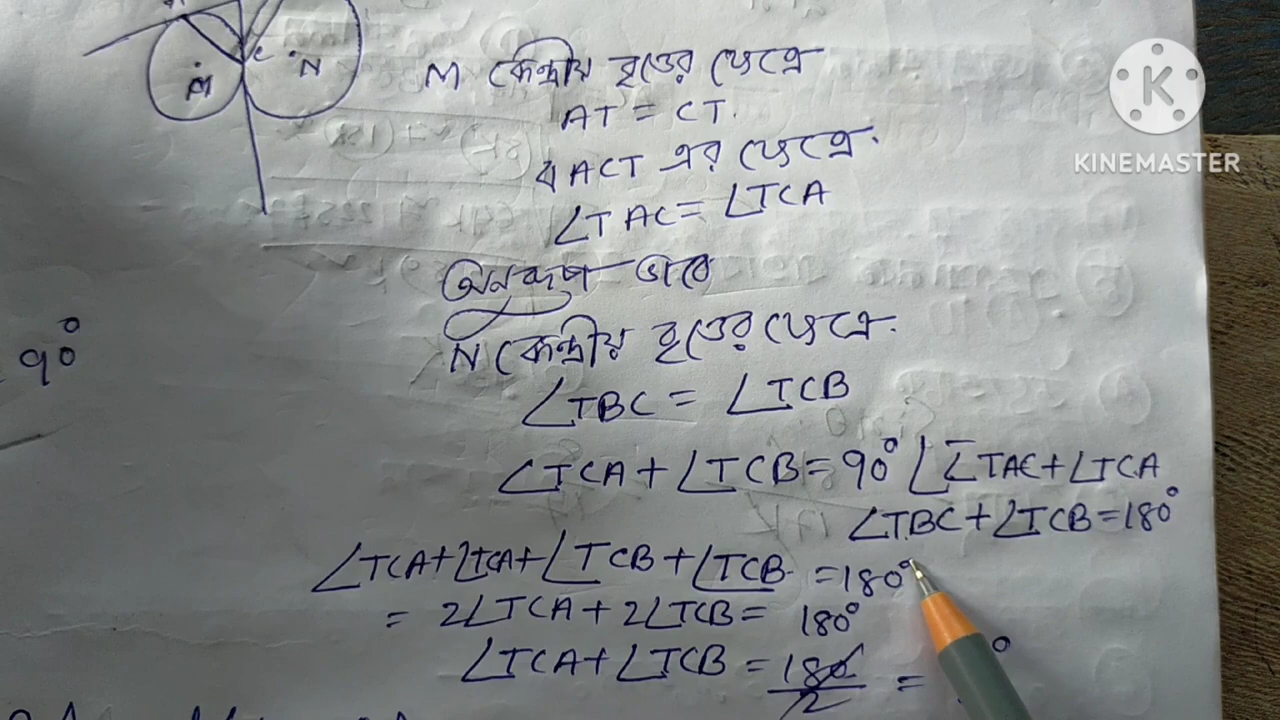 M
C
N
M কেন্দ্রীয় বৃত্তের ক্ষেত্রে
AT = CT.
ACT এর ক্ষেত্রে.
∠TAC = ∠TCA
অনুরূপ ভাবে
N কেন্দ্রীয় বৃত্তের ক্ষেত্রে.
90°
∠TBC = ∠TCB
∠TCA + ∠TCB = 90° [∠TAC + ∠TCA
∠TBC + ∠TCB = 180°
∠TCA + ∠TCA + ∠TCB + ∠TCB = 180°
= 2∠TCA + 2∠TCB = 180°
∠TCA + ∠TCB = 180/2 =
K
KINEMASTER